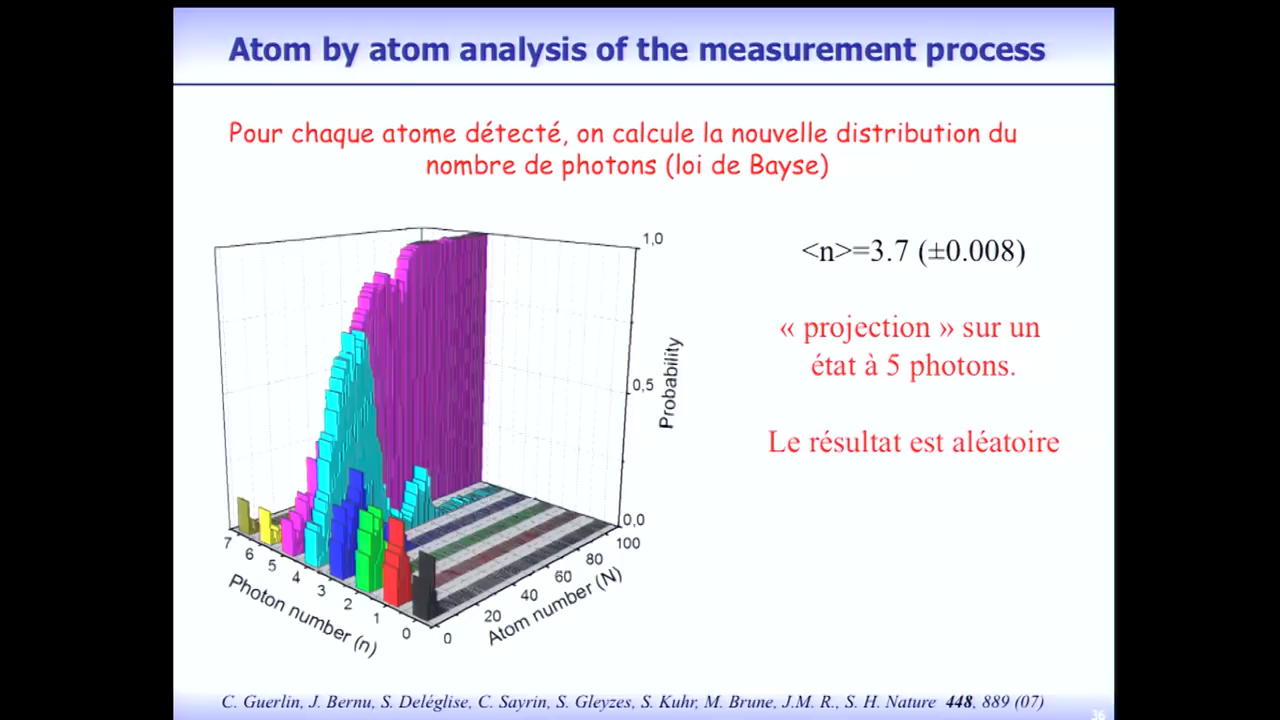 Atom by atom analysis of the measurement process
Pour chaque atome détecté, on calcule la nouvelle distribution du
nombre de photons (loi de Bayse)
1,0
0,5
0,0
Probability
7
6
5
4
3
2
1
0
Photon number (n)
0
20
40
60
80
100
Atom number (N)
<n>=3.7 (±0.008)
« projection » sur un
état à 5 photons.
Le résultat est aléatoire
C. Guerlin, J. Bernu, S. Deléglise, C. Sayrin, S. Gleyzes, S. Kuhr, M. Brune, J.M. R., S. H. Nature 448, 889 (07)
36